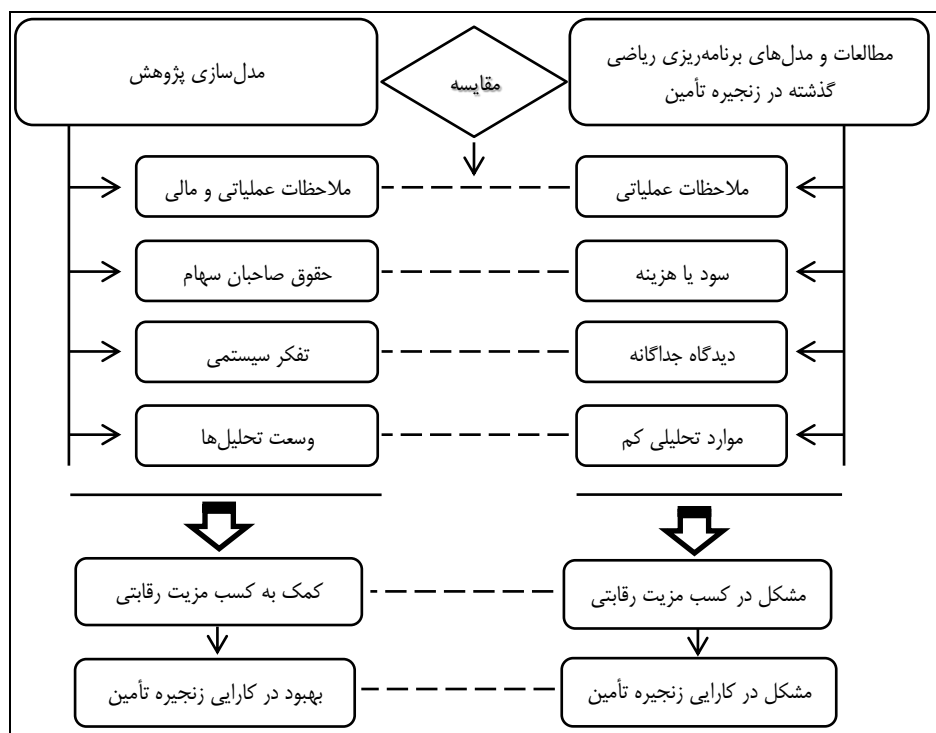 مطالعات و مدل‌های برنامه‌ریزی ریاضی
گذشته در زنجیره تأمین
مقایسه
مدل‌سازی پژوهش
ملاحظات عملیاتی
ملاحظات عملیاتی و مالی
سود یا هزینه
حقوق صاحبان سهام
دیدگاه جداگانه
تفکر سیستمی
موارد تحلیلی کم
وسعت تحلیل‌ها
مشکل در کسب مزیت رقابتی
کمک به کسب مزیت رقابتی
مشکل در کارایی زنجیره تأمین
بهبود در کارایی زنجیره تأمین